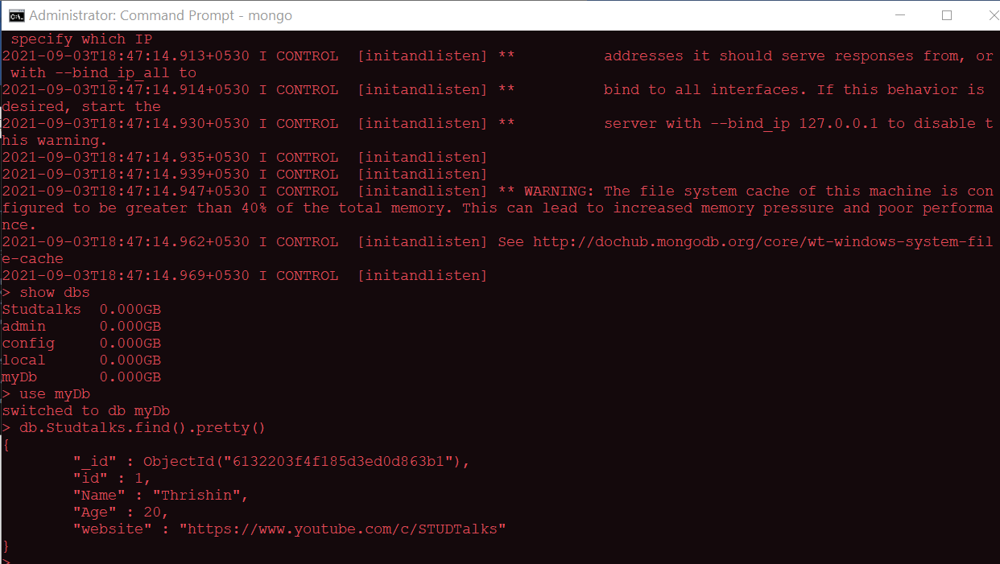 Administrator: Command Prompt - mongo
 specify which IP
2021-09-03T18:47:14.913+0530 I CONTROL  [initandlisten] **          addresses it should serve responses from, or
 with --bind_ip_all to
2021-09-03T18:47:14.914+0530 I CONTROL  [initandlisten] **          bind to all interfaces. If this behavior is
desired, start the
2021-09-03T18:47:14.930+0530 I CONTROL  [initandlisten] **          server with --bind_ip 127.0.0.1 to disable t
his warning.
2021-09-03T18:47:14.935+0530 I CONTROL  [initandlisten]
2021-09-03T18:47:14.939+0530 I CONTROL  [initandlisten]
2021-09-03T18:47:14.947+0530 I CONTROL  [initandlisten] ** WARNING: The file system cache of this machine is con
figured to be greater than 40% of the total memory. This can lead to increased memory pressure and poor performa
nce.
2021-09-03T18:47:14.962+0530 I CONTROL  [initandlisten] See http://dochub.mongodb.org/core/wt-windows-system-fil
e-cache
2021-09-03T18:47:14.969+0530 I CONTROL  [initandlisten]
> show dbs
Studtalks  0.000GB
admin      0.000GB
config     0.000GB
local      0.000GB
myDb       0.000GB
> use myDb
switched to db myDb
> db.Studtalks.find().pretty()
{
        "_id" : ObjectId("6132203f4f185d3ed0d863b1"),
        "id" : 1,
        "Name" : "Thrishin",
        "Age" : 20,
        "website" : "https://www.youtube.com/c/STUDTalks"
}
>